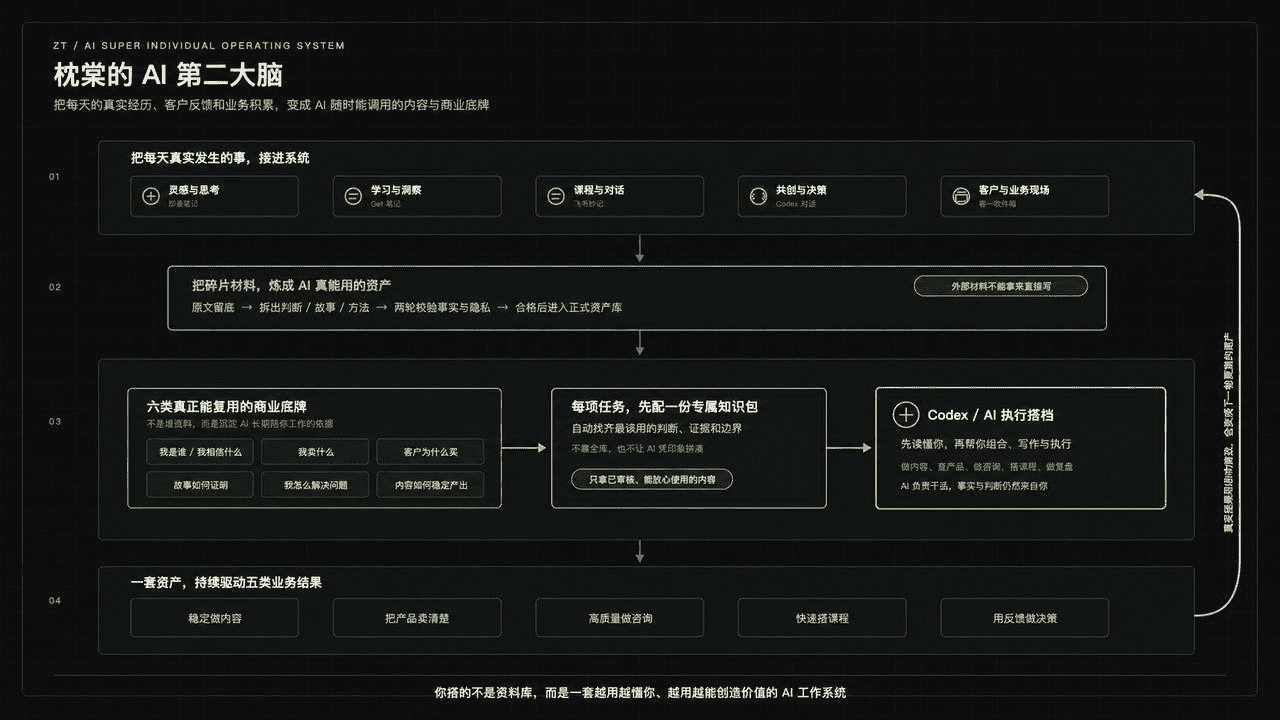 ZT / AI SUPER INDIVIDUAL OPERATING SYSTEM
枕棠的 AI 第二大脑
把每天的真实经历、客户反馈和业务积累，变成 AI 随时能调用的内容与商业底牌
01
把每天真实发生的事，接进系统
灵感与思考
学习与洞察
Get 笔记
课程与对话
飞书妙记
共创与决策
Codex 对话
客户与业务现场
02
把碎片材料，炼成 AI 真能用的资产
外部材料不能拿来直接写
原文留底 → 拆出判断 / 故事 / 方法 → 两轮校验事实与隐私 → 合格后进入正式资产库
03
六类真正能复用的商业底牌
不是堆资料，而是沉淀 AI 长期陪你工作的依据
我是谁 / 我相信什么
我卖什么
客户为什么买
故事如何证明
我怎么解决问题
内容如何稳定产出
每项任务，先配一份专属知识包
自动找齐最该用的判断、证据和边界
不靠全库，也不让 AI 凭印象拼凑
只拿已审核、能放心使用的内容
Codex / AI 执行搭档
先读懂你，再帮你组合、写作与执行
做内容、查产品、做咨询、搭课程、做复盘
AI 负责干活，事实与判断仍然来自你
04
一套资产，持续驱动五类业务结果
稳定做内容
把产品卖清楚
高质量做咨询
快速搭课程
用反馈做决策
你搭的不是资料库，而是一套越用越懂你、越用越能创造价值的 AI 工作系统